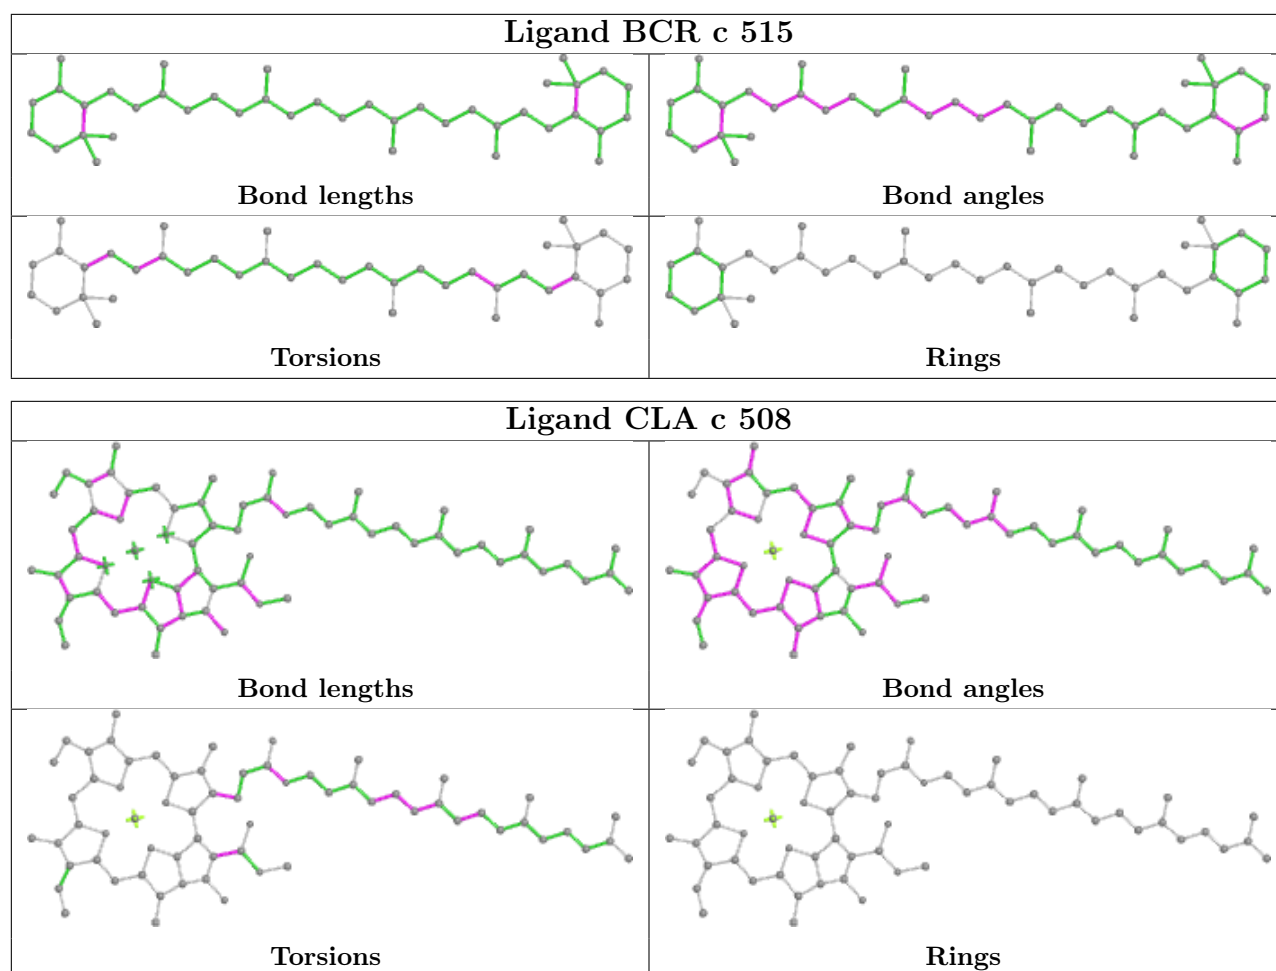 Ligand BCR c 515
Bond lengths
Bond angles
Torsions
Rings
Ligand CLA c 508
Bond lengths
Bond angles
Torsions
Rings